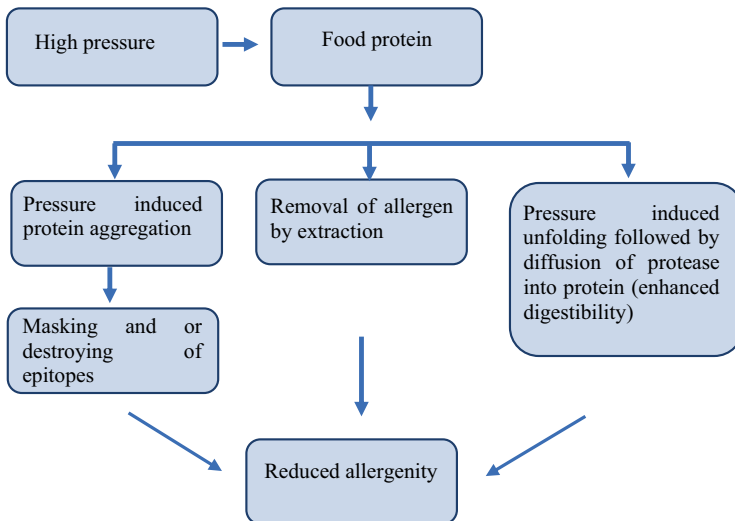 High pressure
Food protein
Pressure induced
protein aggregation
Removal of allergen
by extraction
Pressure induced
unfolding followed by
diffusion of protease
into protein (enhanced
digestibility)
Masking and or
destroying of
epitopes
Reduced allergenity